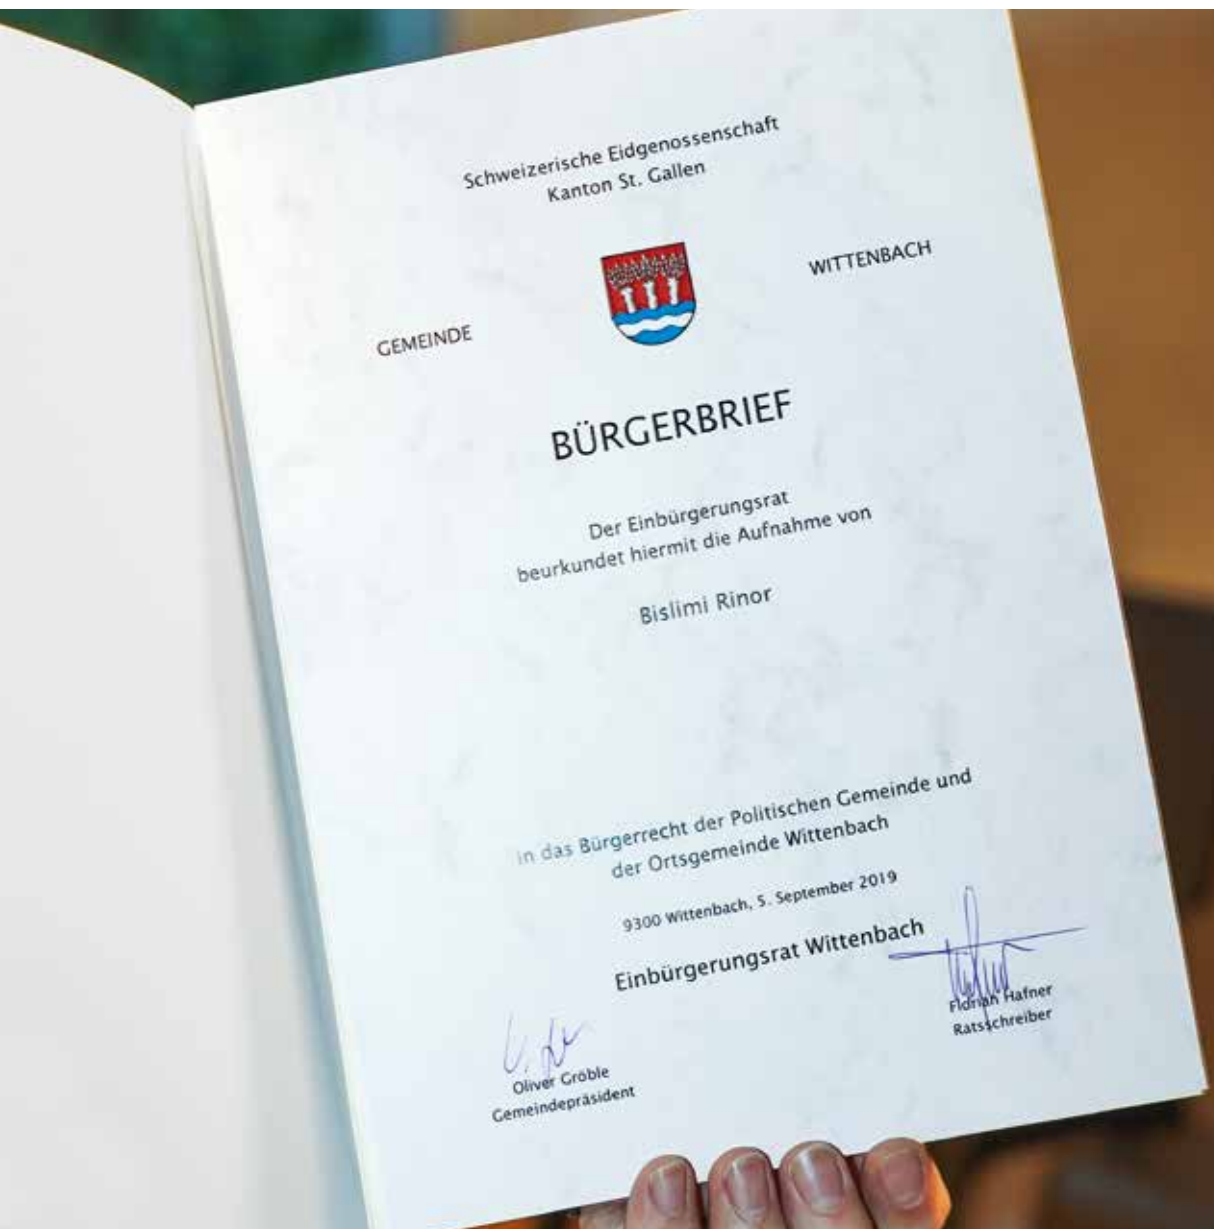 Schweizerische Eidgenossenschaft
Kanton St. Gallen
GEMEINDE WITTENBACH
BÜRGERBRIEF
Der Einbürgerungsrat
beurkundet hiermit die Aufnahme von
Bislimi Rinor
in das Bürgerrecht der Politischen Gemeinde und
der Ortsgemeinde Wittenbach
9300 Wittenbach, 5. September 2019
Einbürgerungsrat Wittenbach
Florian Hafner
Ratsschreiber
Oliver Gröble
Gemeindepräsident